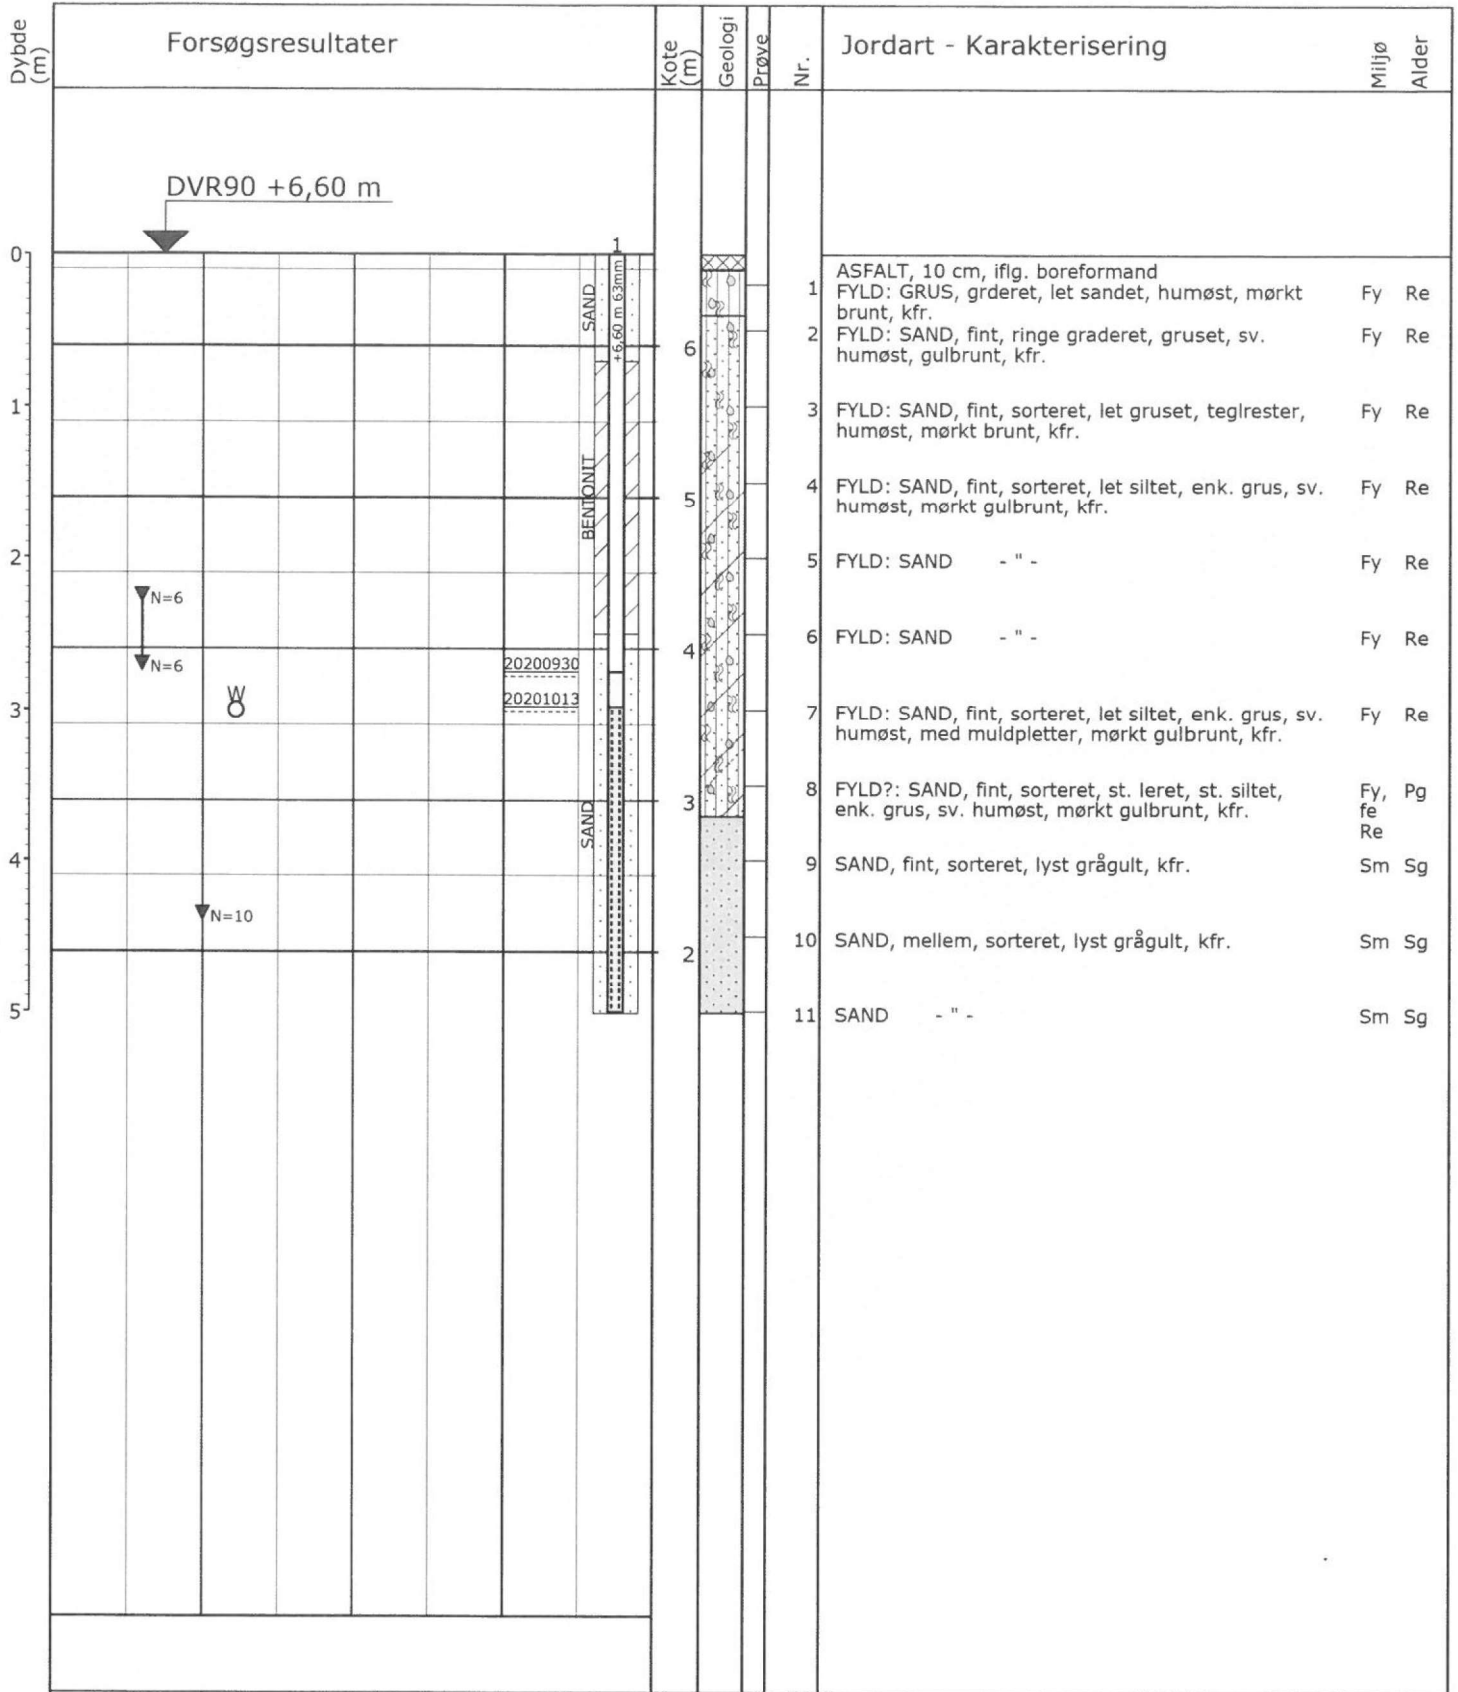 Dybde
(m)
Forsøgsresultater
Kote
(m)
Geologi
Prøve
Nr.
Jordart - Karakterisering
Miljø
Alder
DVR90 +6,60 m
0
1
2
3
4
5
1
+6,60 m 63mm
SAND
BENTONIT
SAND
N=6
N=6
W
N=10
20200930
20201013
6
5
4
3
2
ASFALT, 10 cm, iflg. boreformand
1 FYLD: GRUS, grderet, let sandet, humøst, mørkt Fy Re
brunt, kfr.
2 FYLD: SAND, fint, ringe graderet, gruset, sv. Fy Re
humøst, gulbrunt, kfr.
3 FYLD: SAND, fint, sorteret, let gruset, teglrester, Fy Re
humøst, mørkt brunt, kfr.
4 FYLD: SAND, fint, sorteret, let siltet, enk. grus, sv. Fy Re
humøst, mørkt gulbrunt, kfr.
5 FYLD: SAND - " - Fy Re
6 FYLD: SAND - " - Fy Re
7 FYLD: SAND, fint, sorteret, let siltet, enk. grus, sv. Fy Re
humøst, med muldpletter, mørkt gulbrunt, kfr.
8 FYLD?: SAND, fint, sorteret, st. leret, st. siltet, Fy, Pg
enk. grus, sv. humøst, mørkt gulbrunt, kfr. fe
Re
9 SAND, fint, sorteret, lyst grågult, kfr. Sm Sg
10 SAND, mellem, sorteret, lyst grågult, kfr. Sm Sg
11 SAND - " - Sm Sg